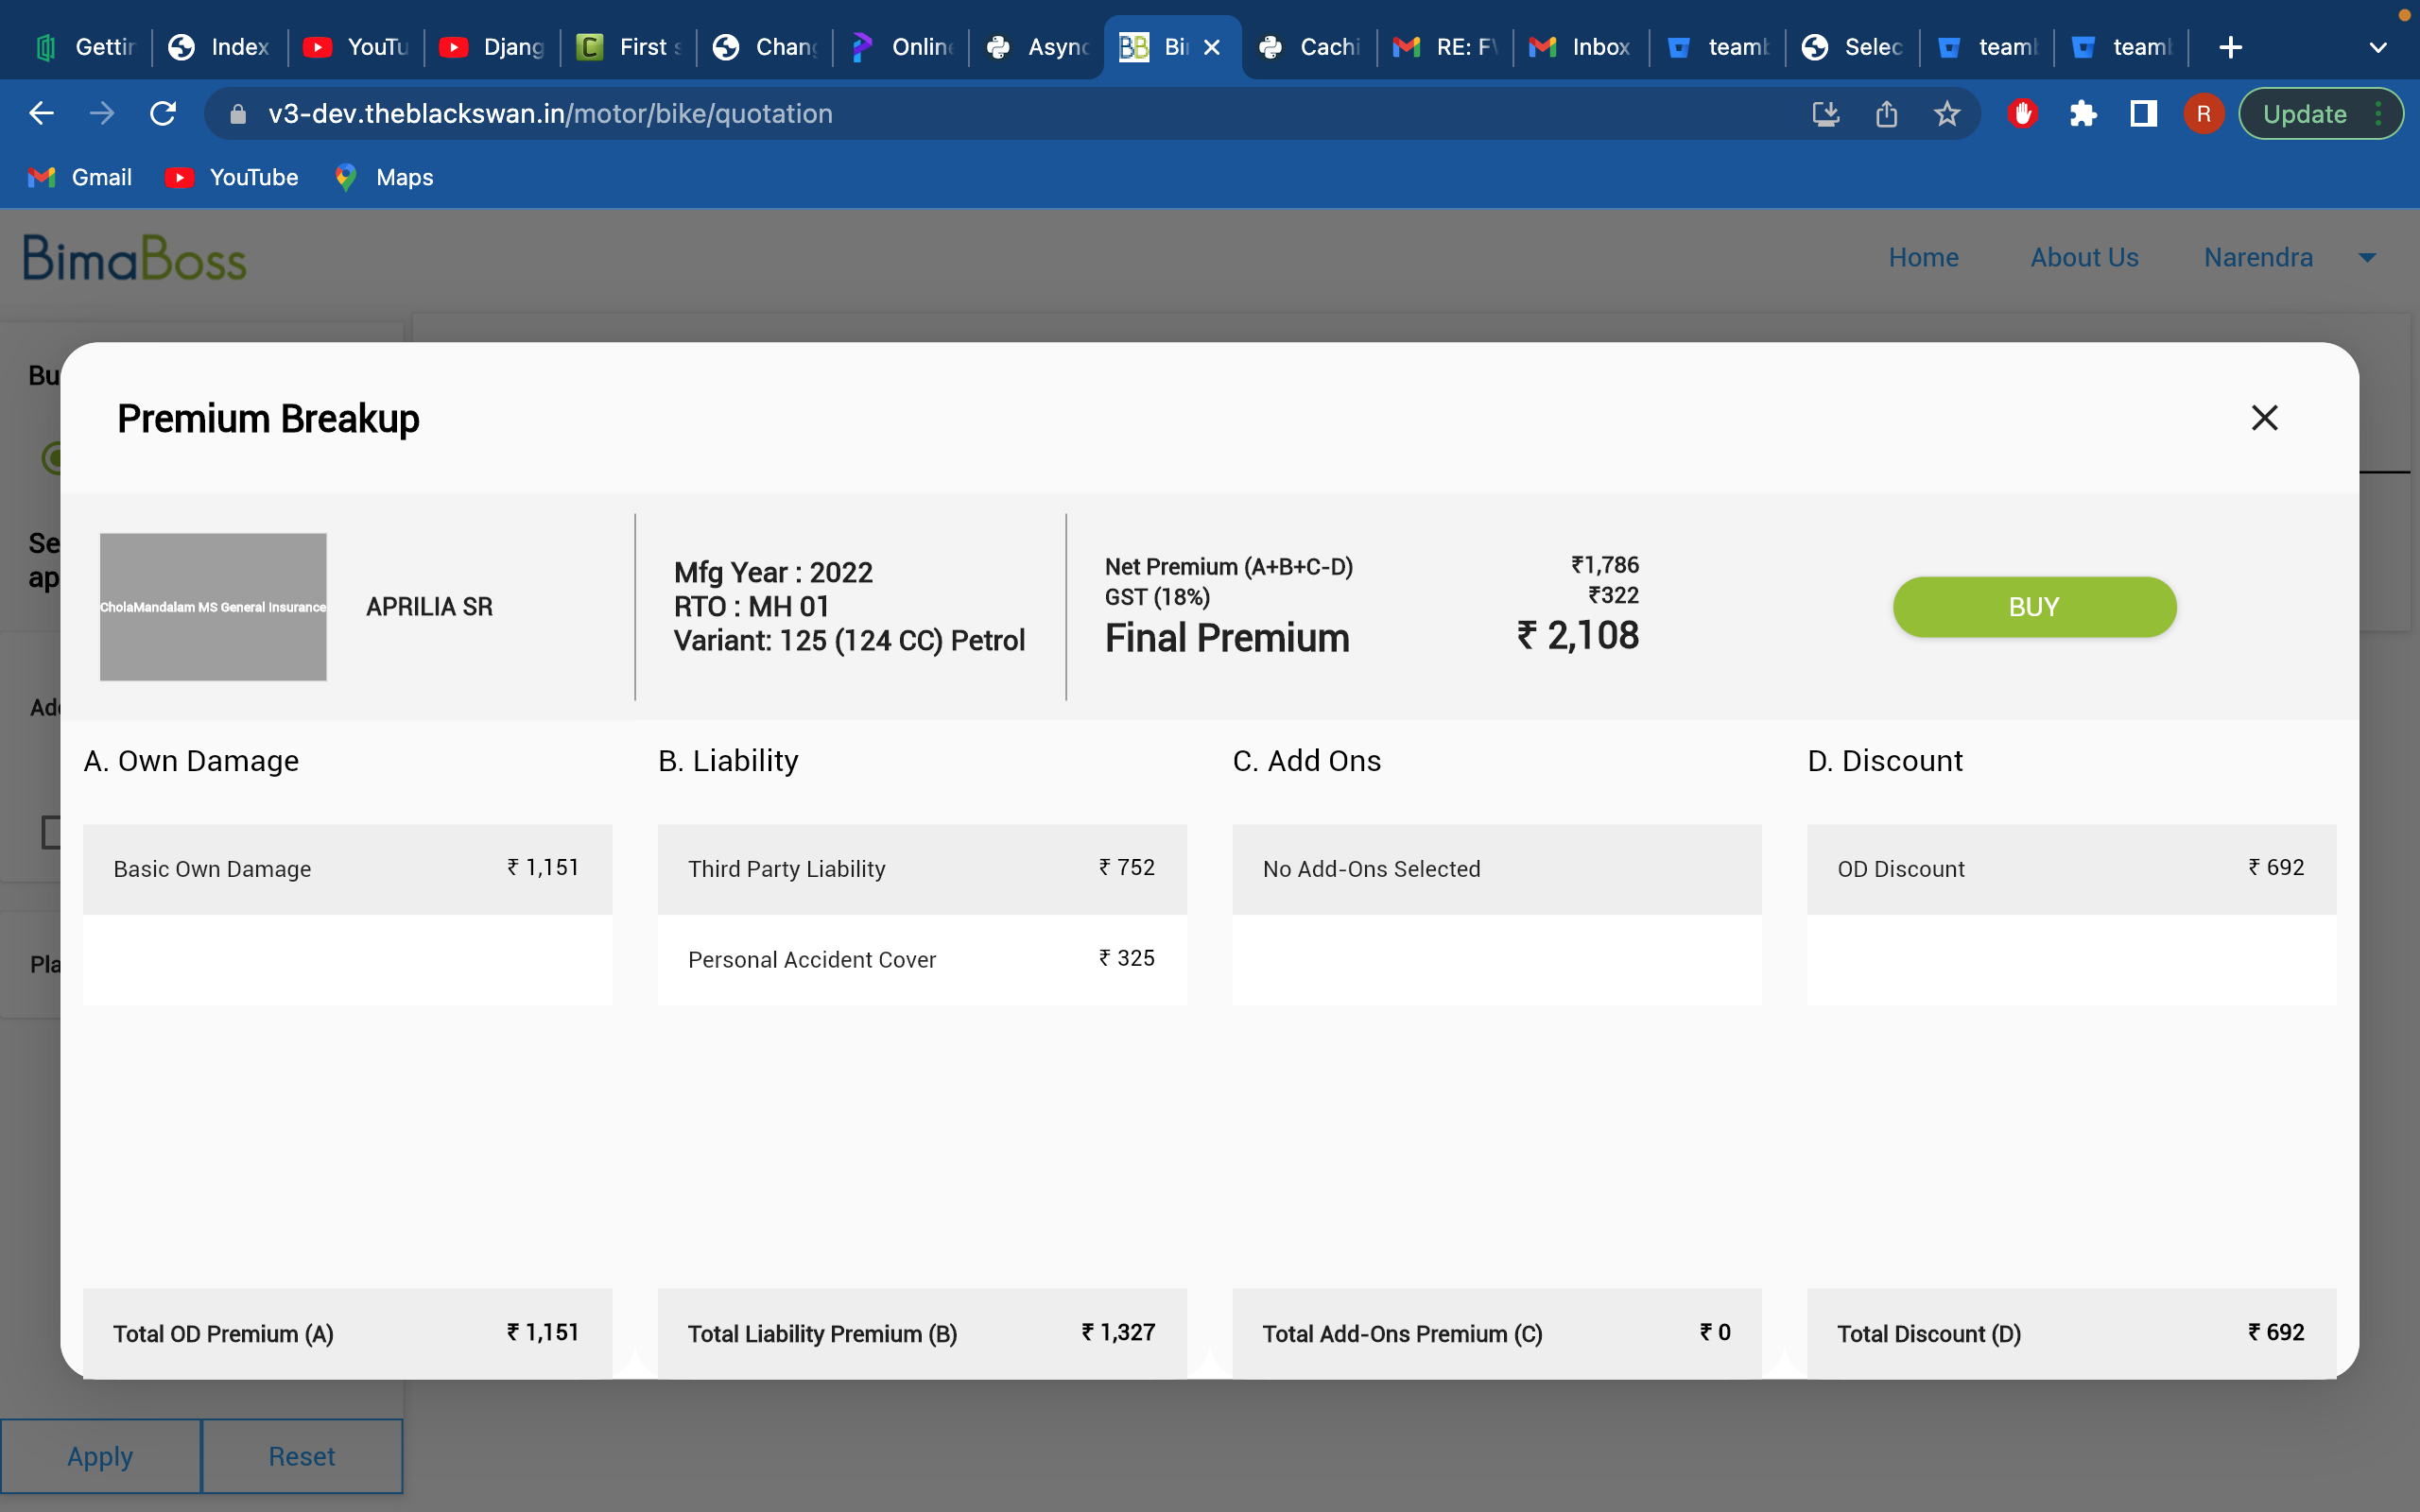 Gettin
Index
YouTu
Djang
First s
Chang
Online
Async
Bi
Cachi
RE: F
Inbox
teamb
Selec
teamb
teamb
v3-dev.theblackswan.in/motor/bike/quotation
R
Update
Gmail
YouTube
Maps
BimaBoss
Home
About Us
Narendra
Bu
Se
ap
Ad
Pla
Premium Breakup
CholaMandalam MS General Insurance
APRILIA SR
Mfg Year : 2022
RTO : MH 01
Variant: 125 (124 CC) Petrol
Net Premium (A+B+C-D) ₹1,786
GST (18%) ₹322
Final Premium ₹ 2,108
BUY
A. Own Damage
Basic Own Damage ₹ 1,151
Total OD Premium (A) ₹ 1,151
B. Liability
Third Party Liability ₹ 752
Personal Accident Cover ₹ 325
Total Liability Premium (B) ₹ 1,327
C. Add Ons
No Add-Ons Selected
Total Add-Ons Premium (C) ₹ 0
D. Discount
OD Discount ₹ 692
Total Discount (D) ₹ 692
Apply
Reset